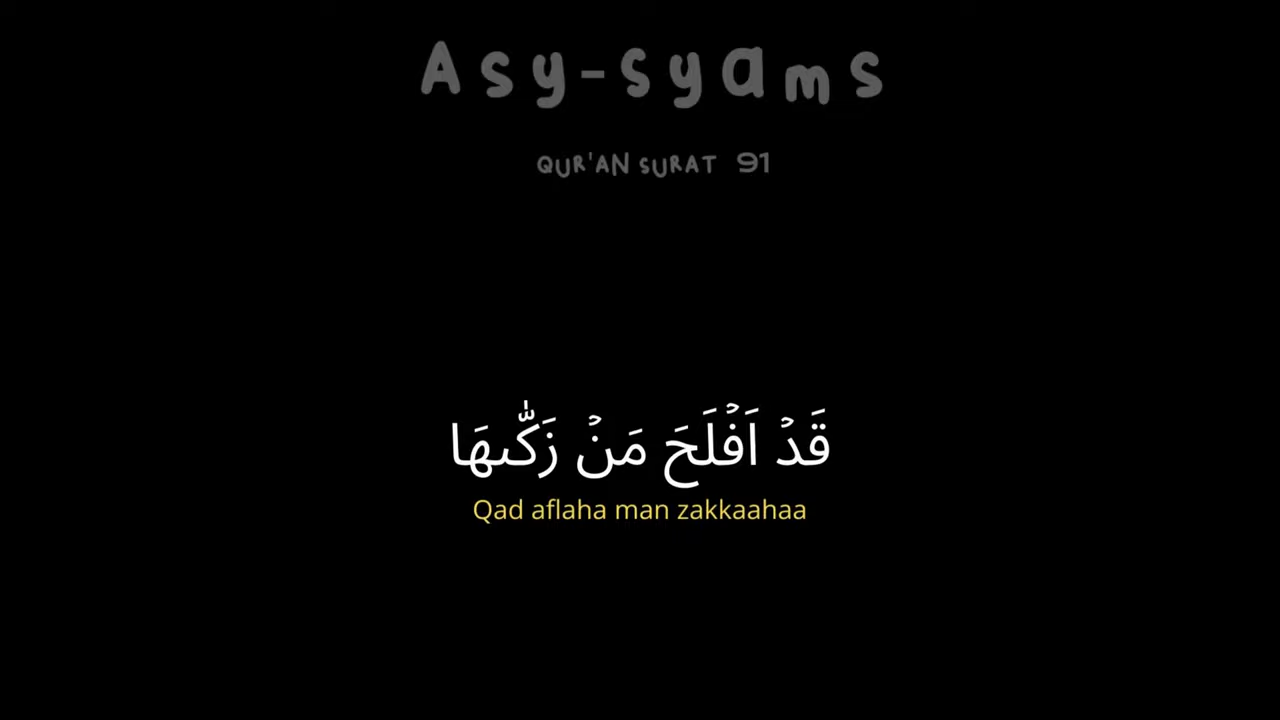 Asy-syams
QUR'AN SURAT 91
قَدۡ اَفۡلَحَ مَنۡ زَكّٰىهَا
Qad aflaha man zakkaahaa